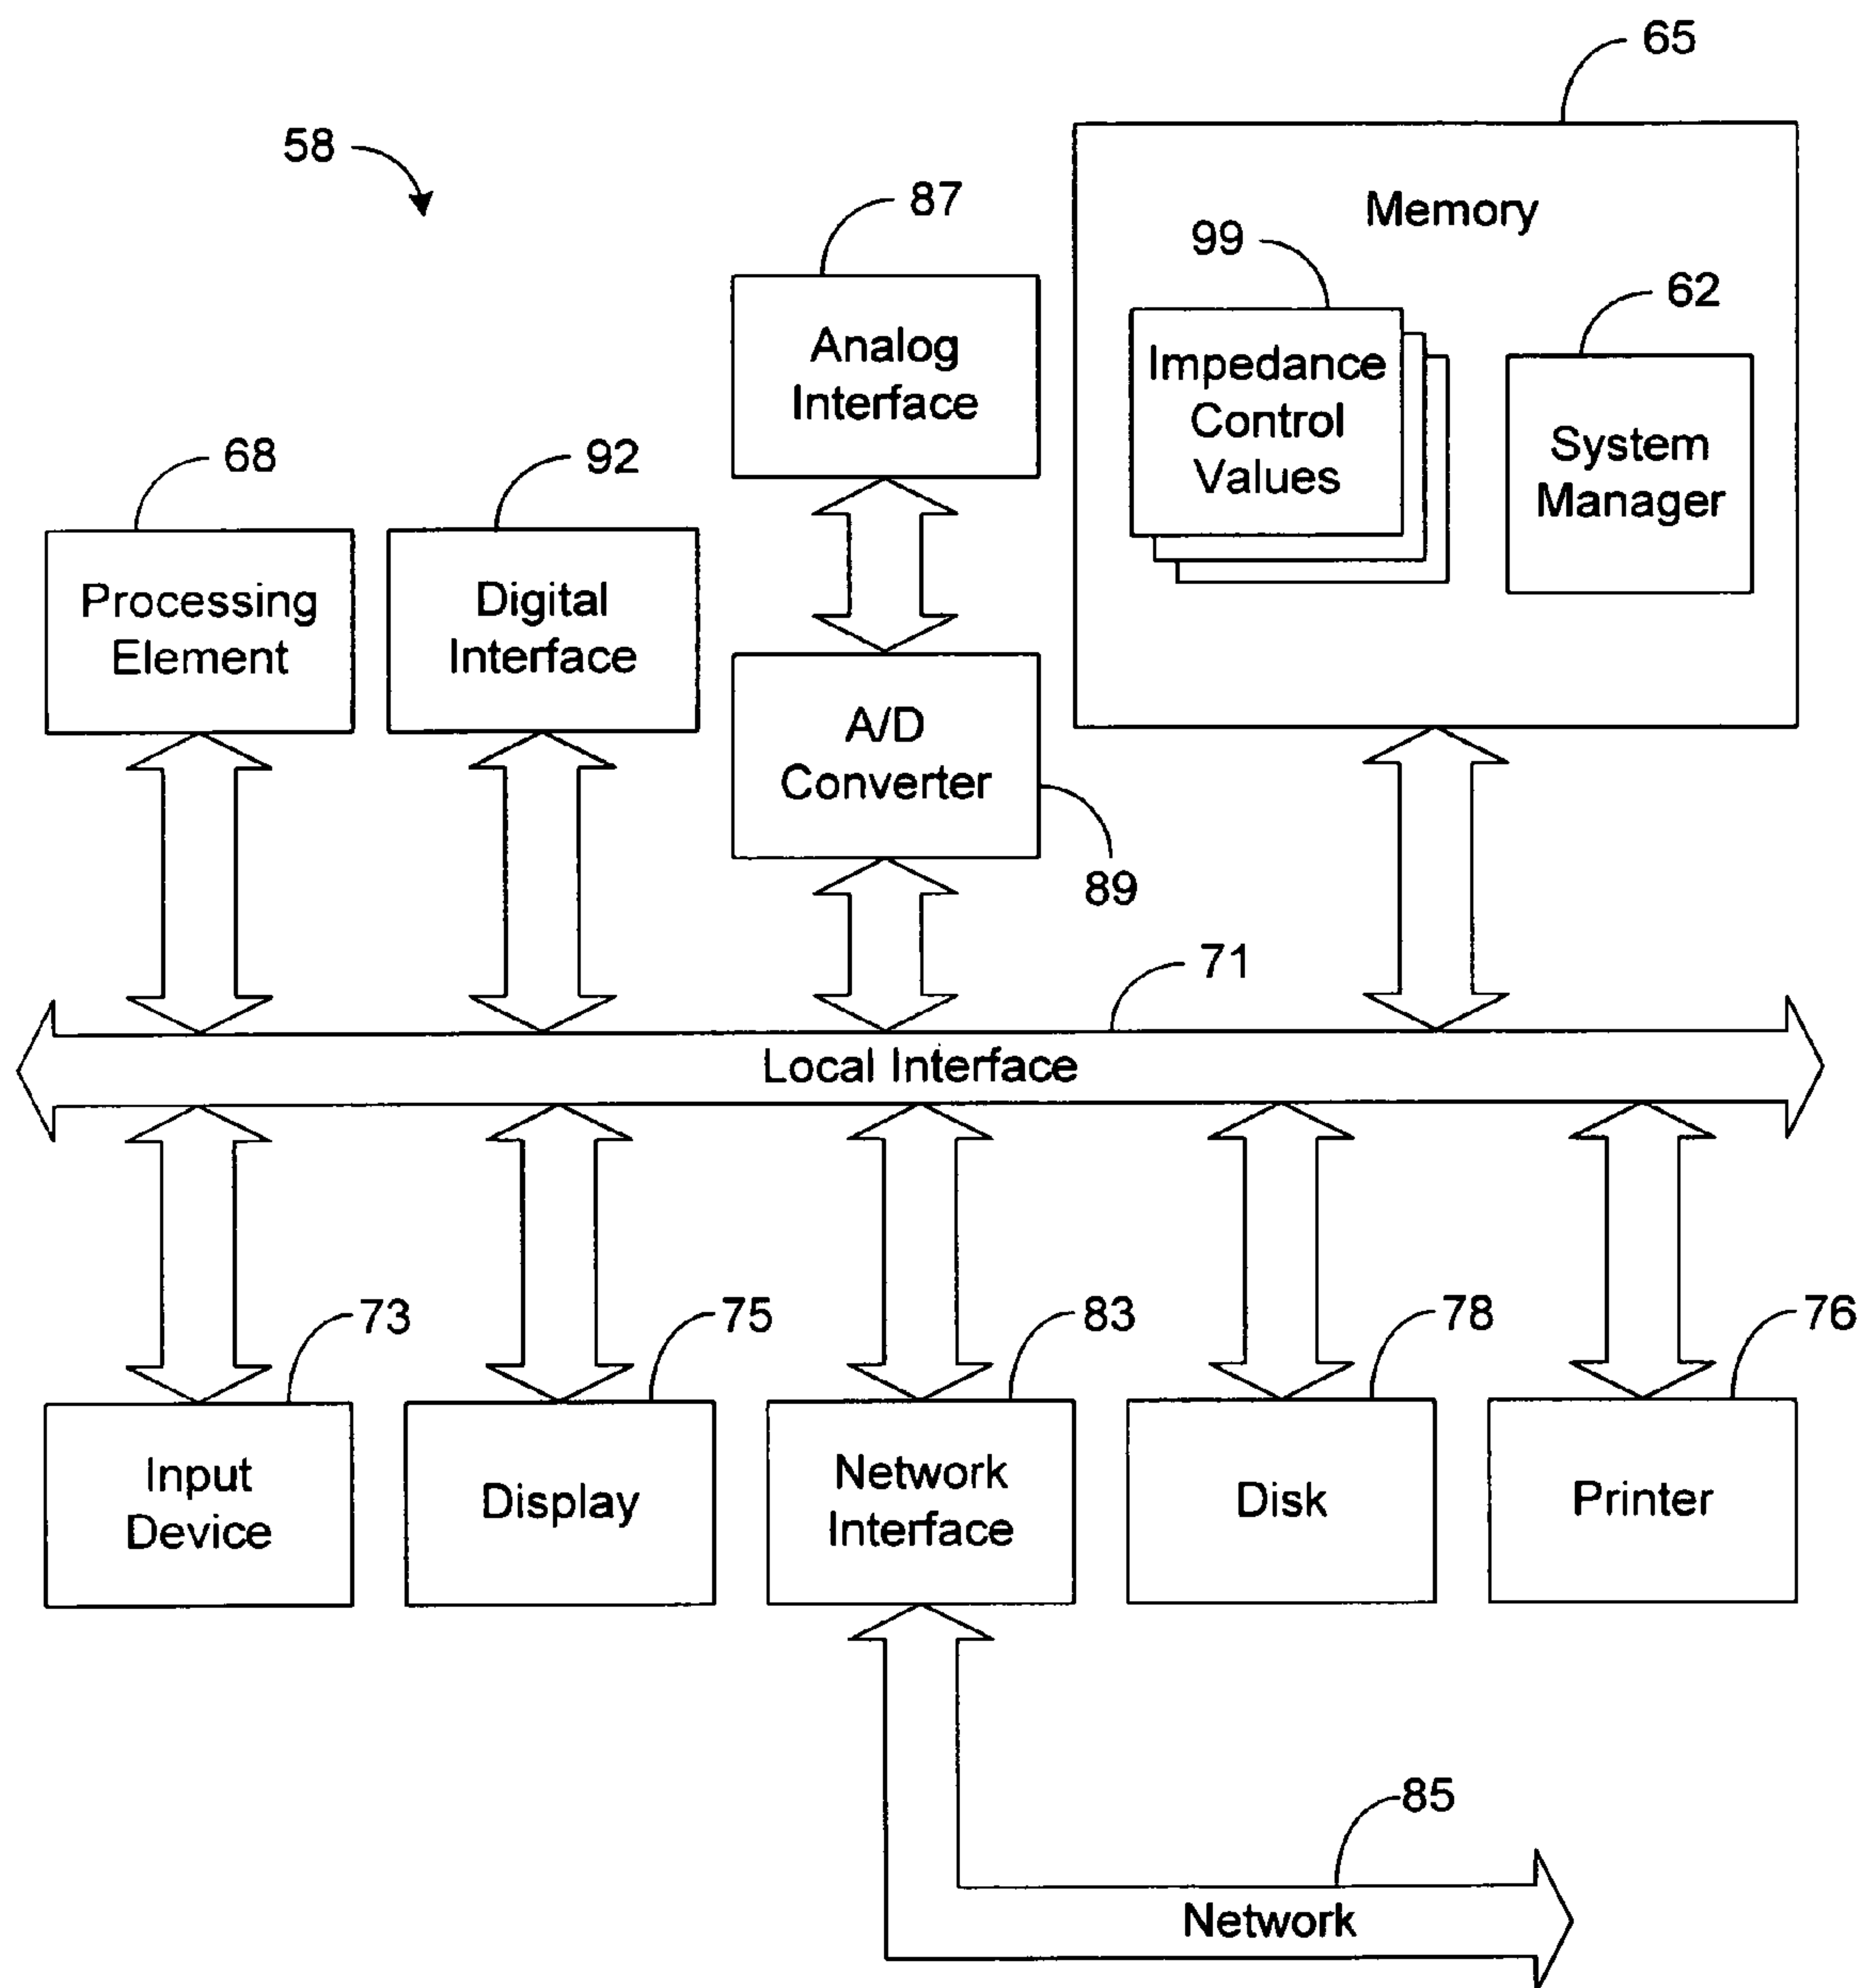 65
58
87
Memory
99
62
Analog
Interface
Impedance
Control
Values
System
Manager
68
92
Processing
Element
Digital
Interface
A/D
Converter
89
71
Local Interface
73
75
83
78
76
Input
Device
Display
Network
Interface
Disk
Printer
85
Network